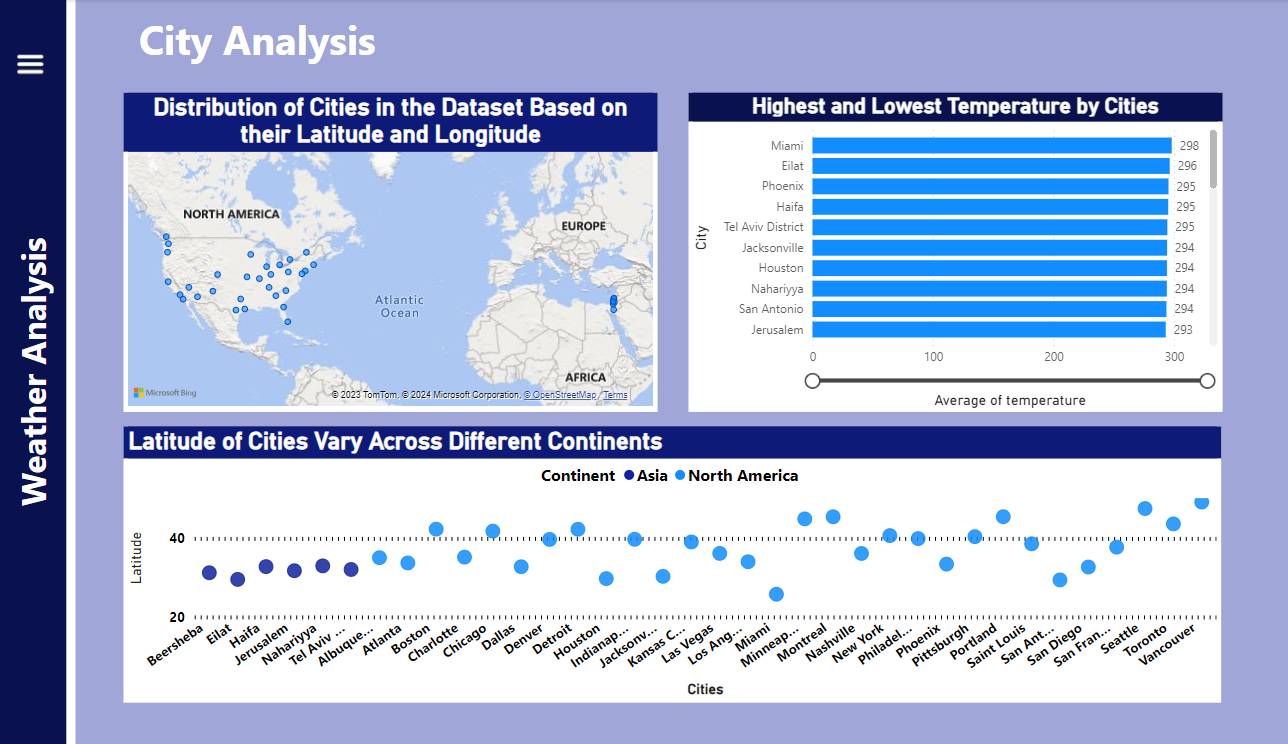 City Analysis
Weather Analysis
Distribution of Cities in the Dataset Based on
their Latitude and Longitude
NORTH AMERICA
EUROPE
Atlantic
Ocean
AFRICA
Microsoft Bing
© 2023 TomTom, © 2024 Microsoft Corporation, © OpenStreetMap Terms
Highest and Lowest Temperature by Cities
City
Miami 298
Eilat 296
Phoenix 295
Haifa 295
Tel Aviv District 295
Jacksonville 294
Houston 294
Nahariyya 294
San Antonio 294
Jerusalem 293
0 100 200 300
Average of temperature
Latitude of Cities Vary Across Different Continents
Continent Asia North America
Latitude
40
20
Beersheba
Eilat
Haifa
Jerusalem
Nahariyya
Tel Aviv ...
Albuque...
Atlanta
Boston
Charlotte
Chicago
Dallas
Denver
Detroit
Houston
Indianap...
Jacksonv...
Kansas C...
Las Vegas
Los Ang...
Miami
Minneap...
Montreal
Nashville
New York
Philadel...
Phoenix
Pittsburgh
Portland
Saint Louis
San Ant...
San Diego
San Fran...
Seattle
Toronto
Vancouver
Cities